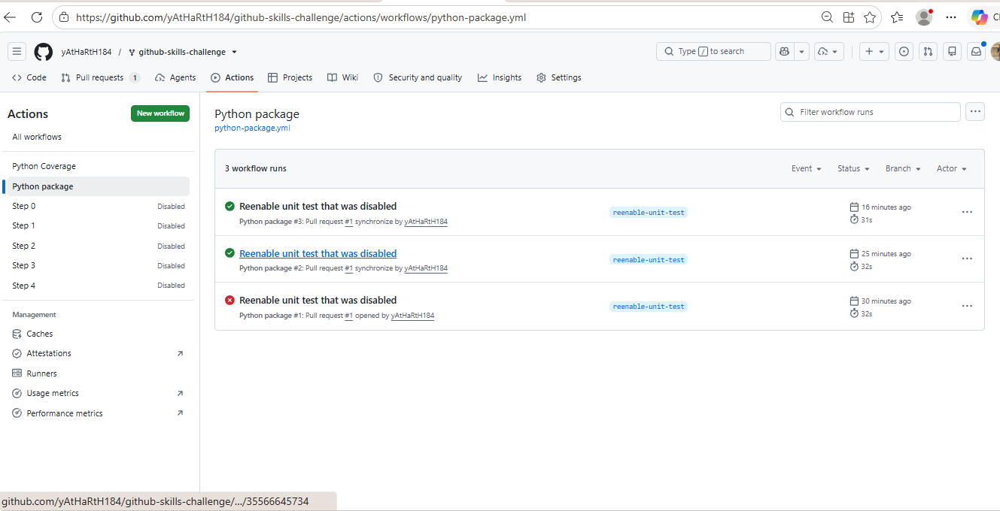 https://github.com/yAtHaRtH184/github-skills-challenge/actions/workflows/python-package.yml
yAtHaRtH184 / github-skills-challenge
Type / to search
Code
Pull requests 1
Agents
Actions
Projects
Wiki
Security and quality
Insights
Settings
Actions
New workflow
All workflows
Python Coverage
Python package
Step 0 Disabled
Step 1 Disabled
Step 2 Disabled
Step 3 Disabled
Step 4 Disabled
Management
Caches
Attestations
Runners
Usage metrics
Performance metrics
Python package
python-package.yml
Filter workflow runs
3 workflow runs
Event Status Branch Actor
Reenable unit test that was disabled
Python package #3: Pull request #1 synchronize by yAtHaRtH184
reenable-unit-test
16 minutes ago
31s
Reenable unit test that was disabled
Python package #2: Pull request #1 synchronize by yAtHaRtH184
reenable-unit-test
25 minutes ago
32s
Reenable unit test that was disabled
Python package #1: Pull request #1 opened by yAtHaRtH184
reenable-unit-test
30 minutes ago
32s
github.com/yAtHaRtH184/github-skills-challenge/.../35566645734